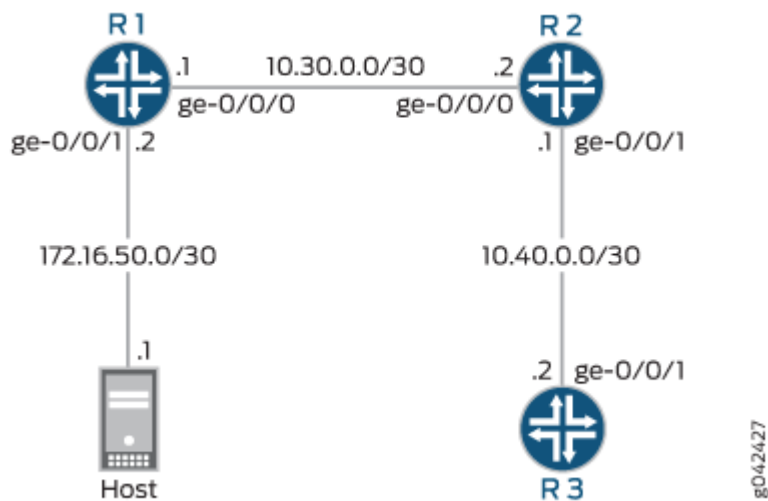 R1
R2
.1
10.30.0.0/30
.2
ge-0/0/0
ge-0/0/0
ge-0/0/1
.2
.1
ge-0/0/1
172.16.50.0/30
10.40.0.0/30
.1
.2
ge-0/0/1
Host
R3
g042427